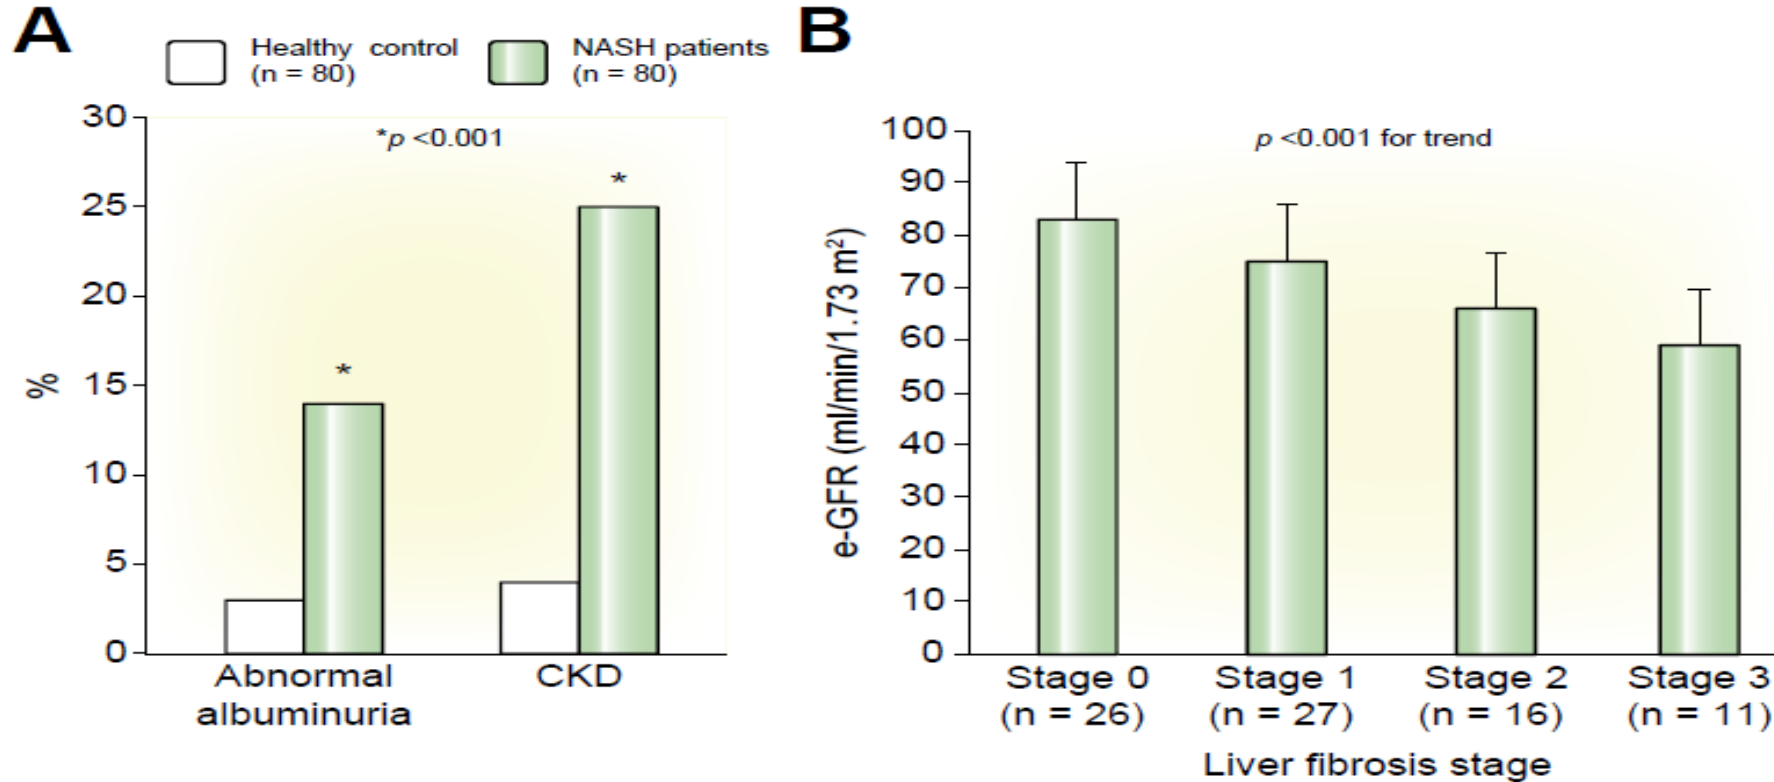 A
Healthy control
(n = 80)
NASH patients
(n = 80)
30
25
20
15
10
5
0
%
*p <0.001
*
*
Abnormal
albuminuria
CKD
B
100
90
80
70
60
50
40
30
20
10
0
e-GFR (ml/min/1.73 m²)
p <0.001 for trend
Stage 0
(n = 26)
Stage 1
(n = 27)
Stage 2
(n = 16)
Stage 3
(n = 11)
Liver fibrosis stage